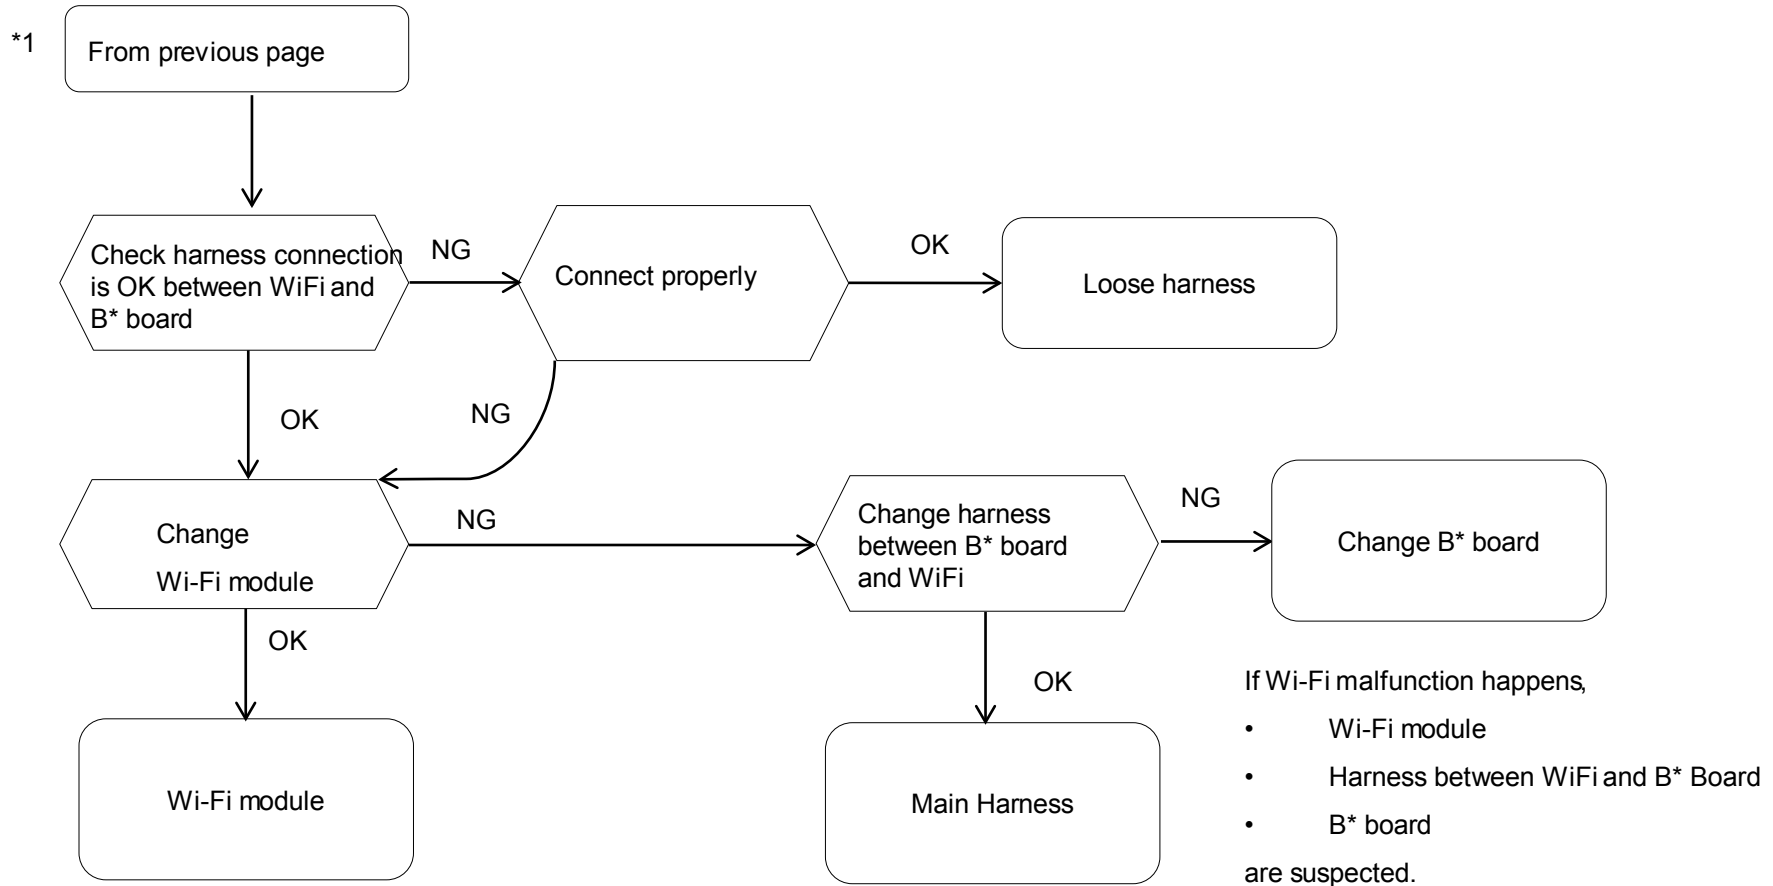 *1
From previous page
Check harness connection
is OK between WiFi and
B* board
NG
Connect properly
OK
Loose harness
OK
NG
Change
Wi-Fi module
NG
Change harness
between B* board
and WiFi
NG
Change B* board
OK
Wi-Fi module
OK
Main Harness
If Wi-Fi malfunction happens,
• Wi-Fi module
• Harness between WiFi and B* Board
• B* board
are suspected.